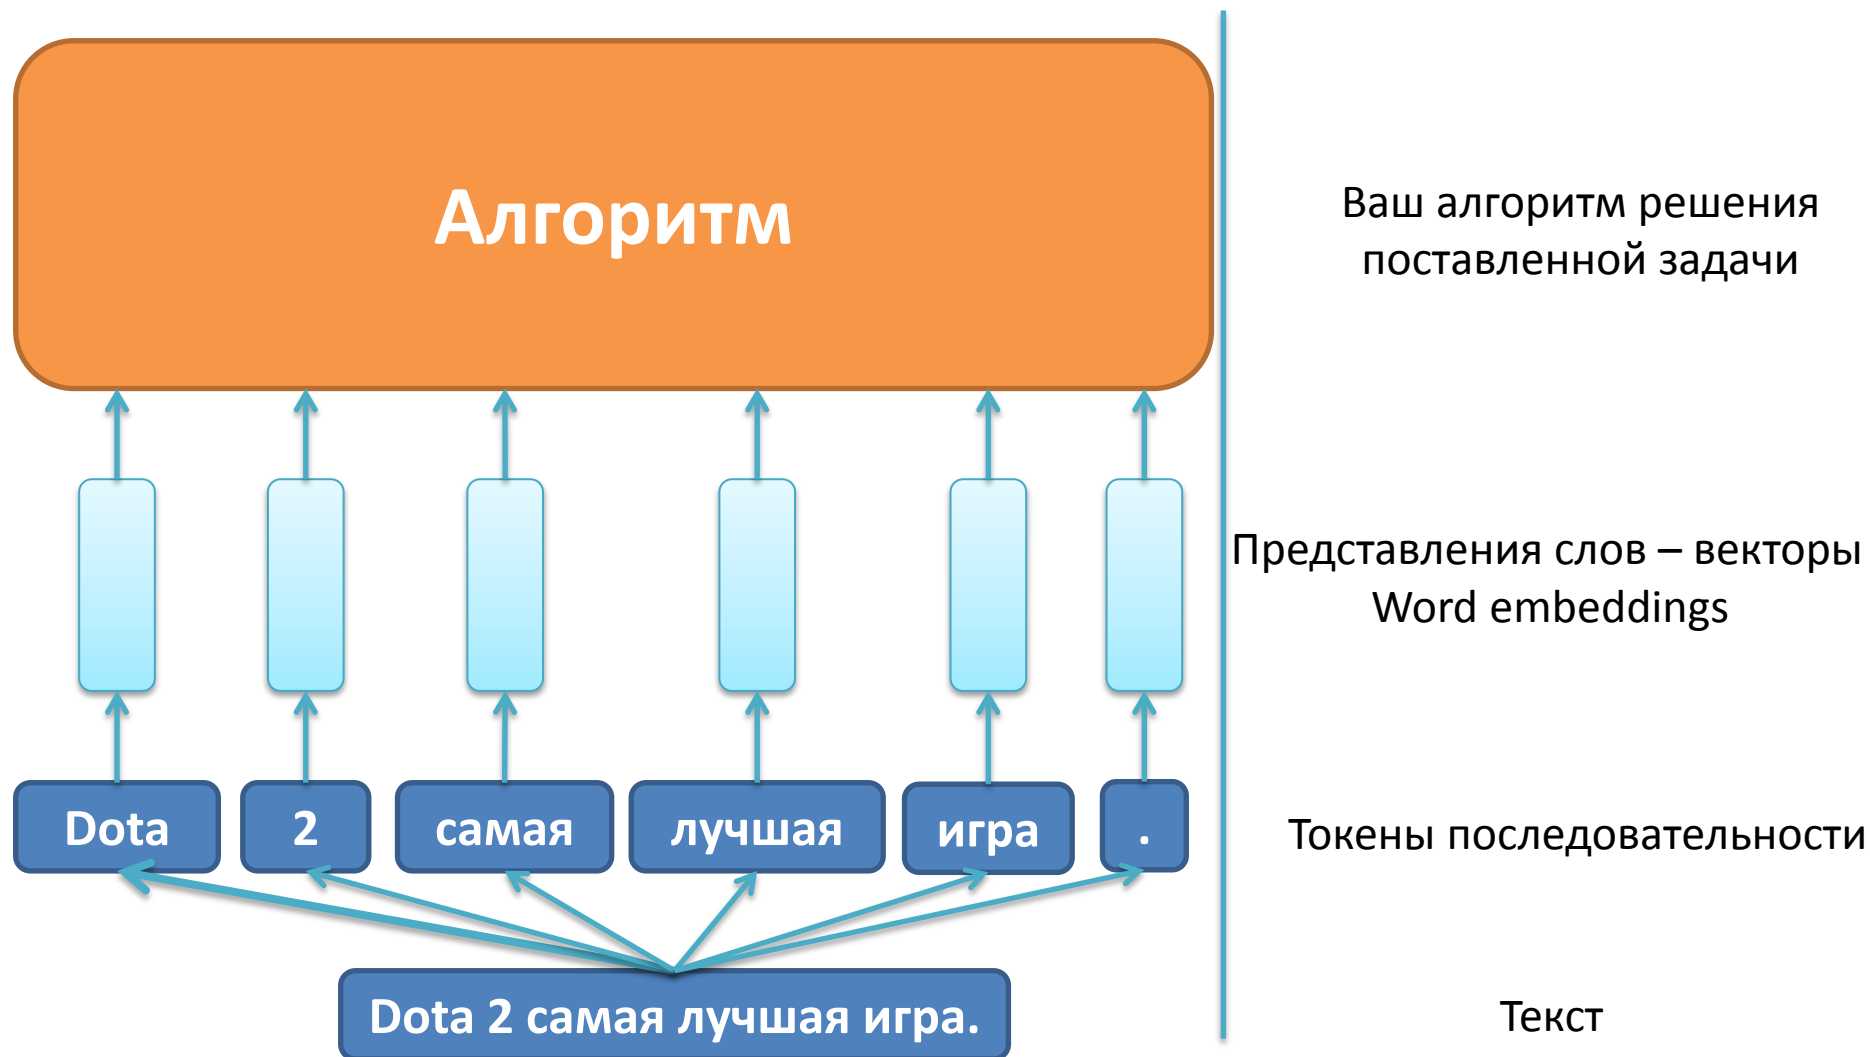 Алгоритм
Ваш алгоритм решения
поставленной задачи
Представления слов – векторы
Word embeddings
Dota
2
самая
лучшая
игра
.
Токены последовательности
Dota 2 самая лучшая игра.
Текст